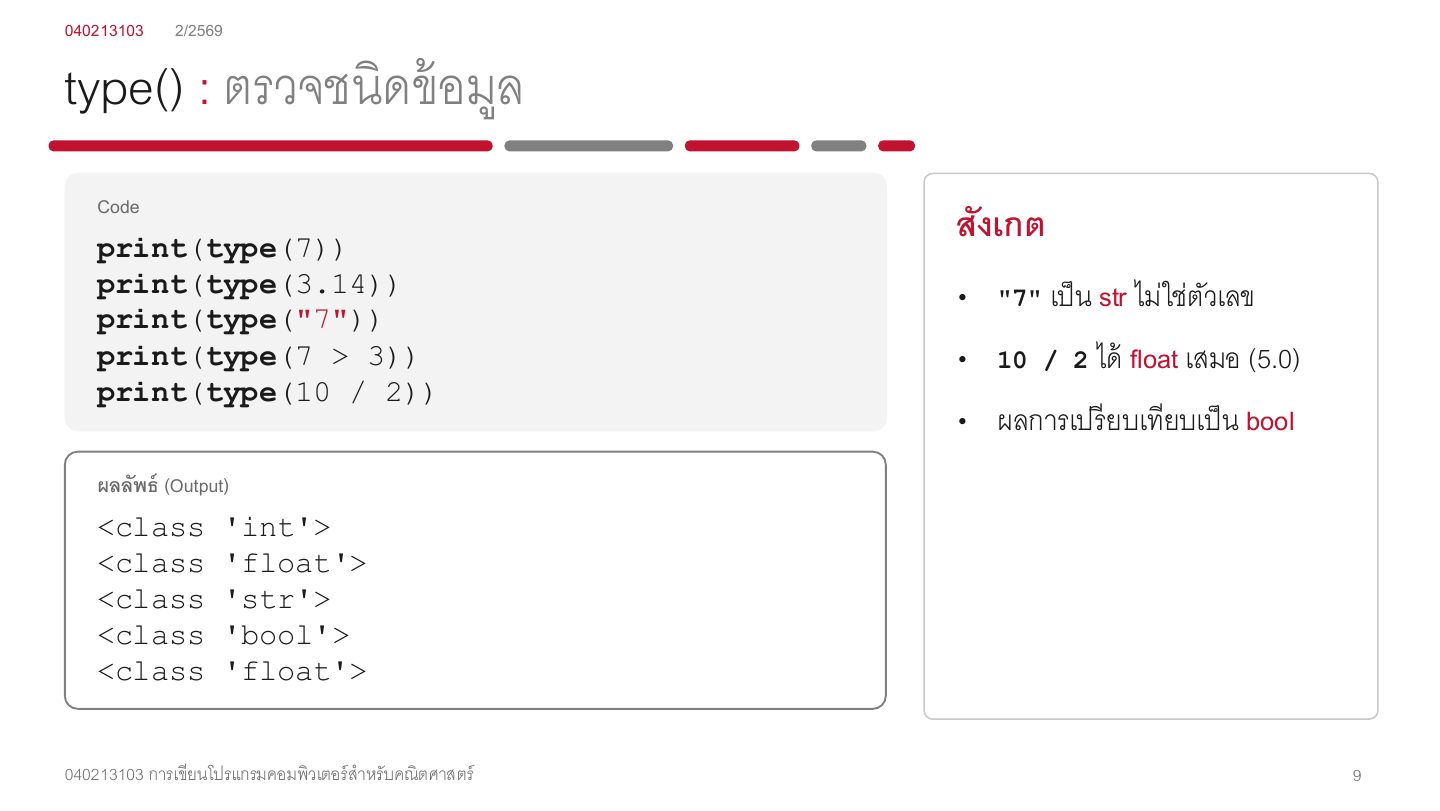 040213103 2/2569
type() : ตรวจชนิดข้อมูล
Code
print(type(7))
print(type(3.14))
print(type("7"))
print(type(7 > 3))
print(type(10 / 2))
ผลลัพธ์ (Output)
<class 'int'>
<class 'float'>
<class 'str'>
<class 'bool'>
<class 'float'>
สังเกต
• "7" เป็น str ไม่ใช่ตัวเลข
• 10 / 2 ได้ float เสมอ (5.0)
• ผลการเปรียบเทียบเป็น bool
040213103 การเขียนโปรแกรมคอมพิวเตอร์สำหรับคณิตศาสตร์
9